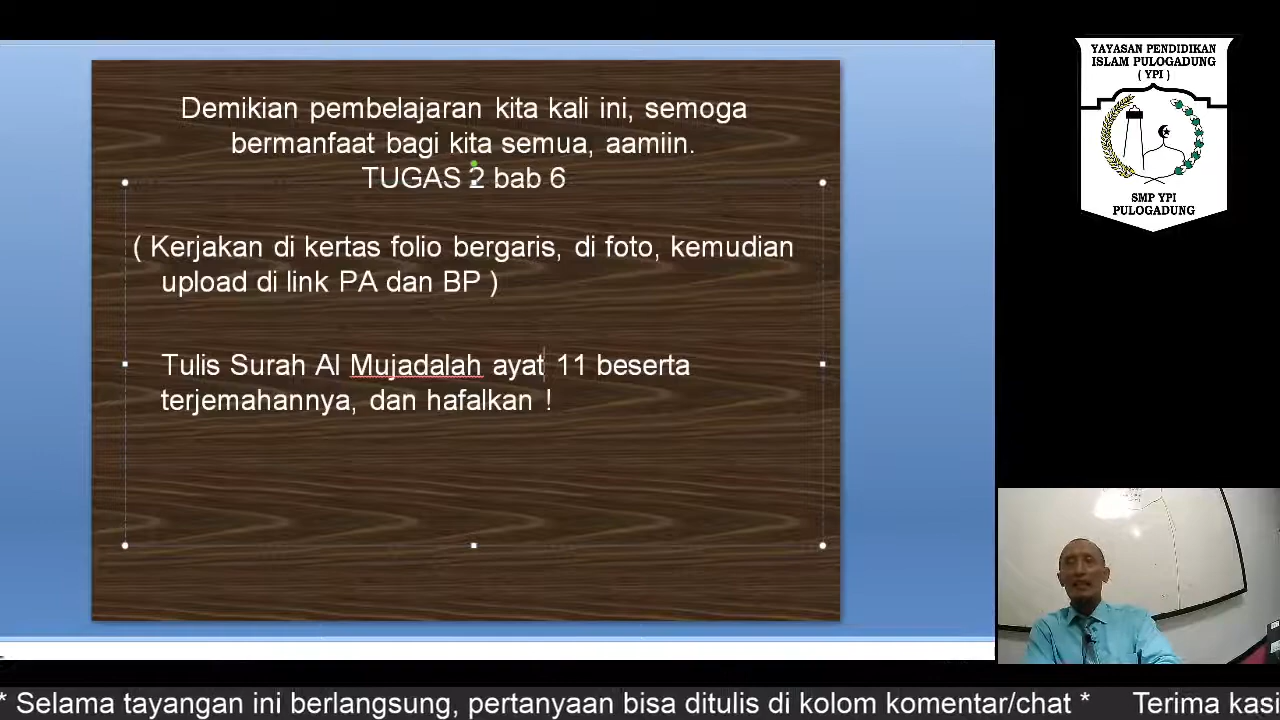 Demikian pembelajaran kita kali ini, semoga
bermanfaat bagi kita semua, aamiin.
TUGAS 2 bab 6
( Kerjakan di kertas folio bergaris, di foto, kemudian
upload di link PA dan BP )
Tulis Surah Al Mujadalah ayat 11 beserta
terjemahannya, dan hafalkan !
YAYASAN PENDIDIKAN
ISLAM PULOGADUNG
( YPI )
SMP YPI
PULOGADUNG
* Selama tayangan ini berlangsung, pertanyaan bisa ditulis di kolom komentar/chat * Terima kasi